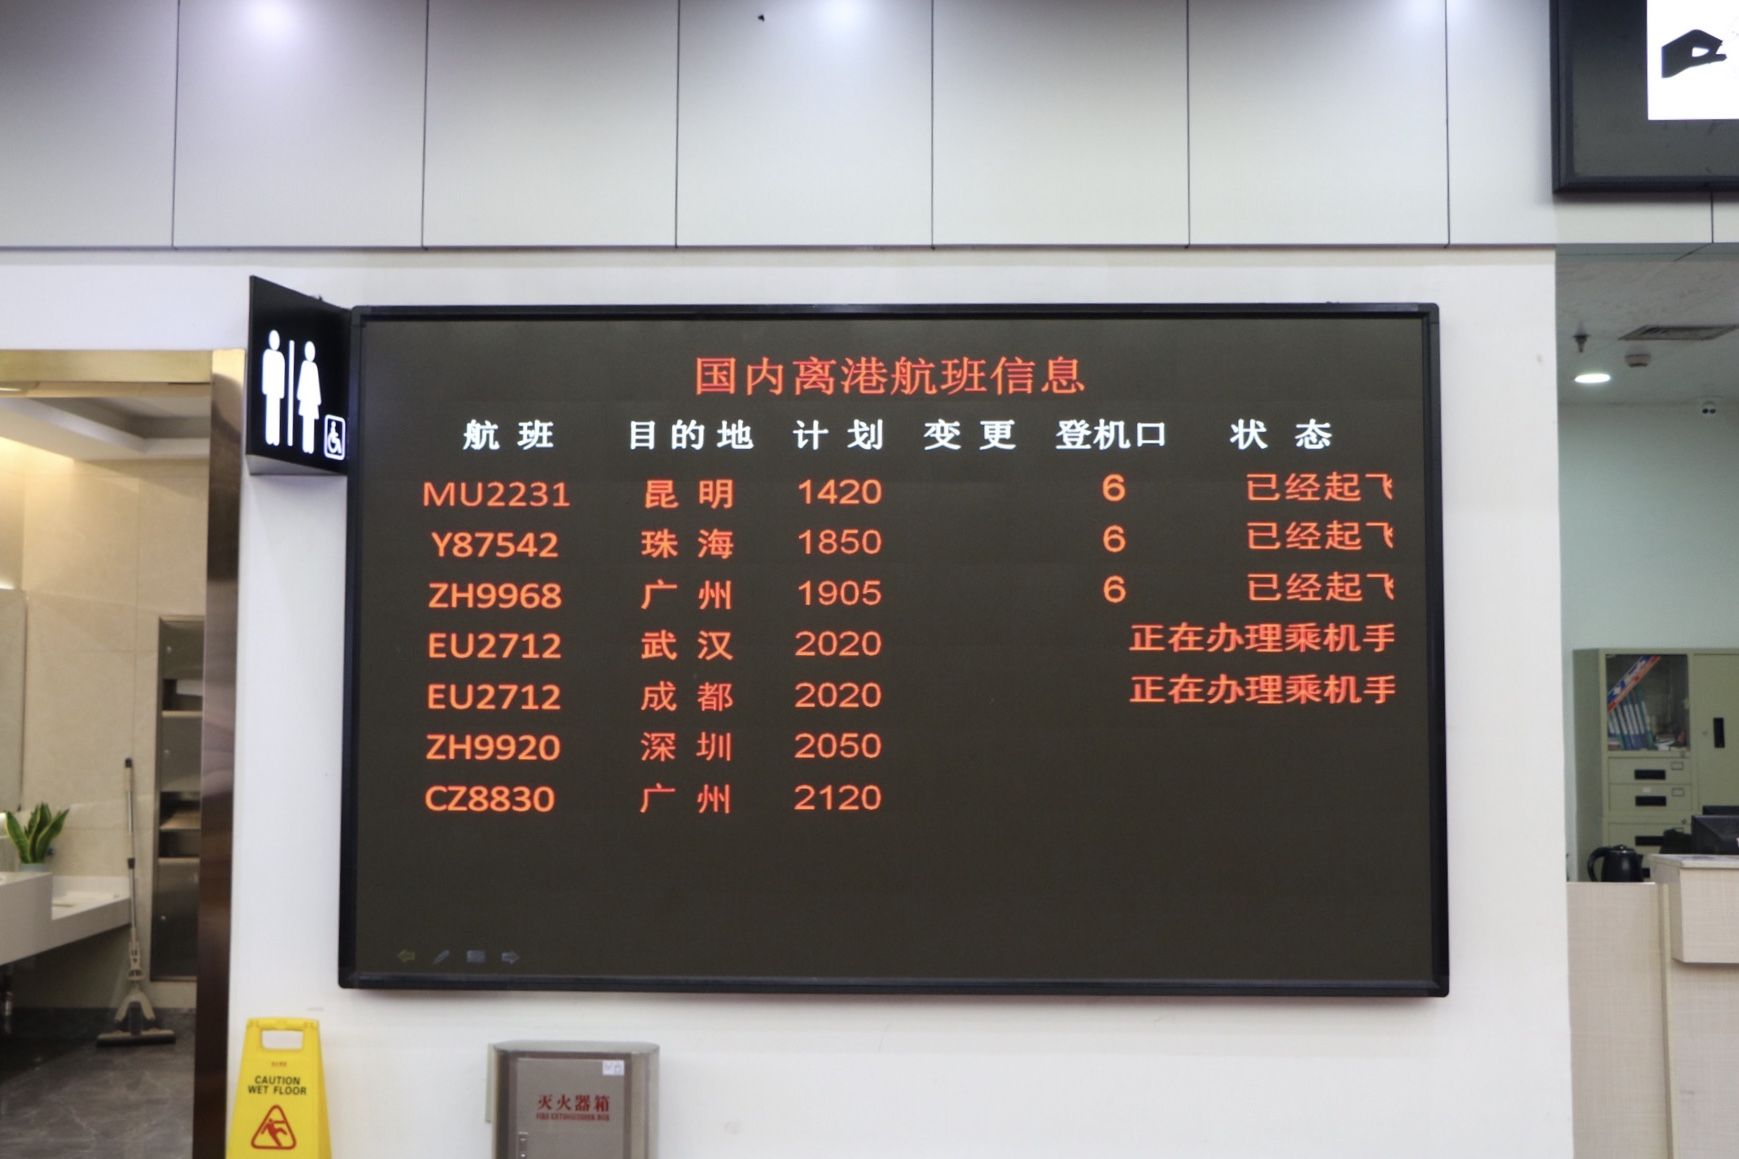 国内离港航班信息
航班 目的地 计划 变更 登机口 状态
MU2231 昆明 1420 6 已经起飞
Y87542 珠海 1850 6 已经起飞
ZH9968 广州 1905 6 已经起飞
EU2712 武汉 2020 正在办理乘机手
EU2712 成都 2020 正在办理乘机手
ZH9920 深圳 2050
CZ8830 广州 2120
CAUTION
WET FLOOR
灭火器箱
FIRE EXTINGUISHER BOX